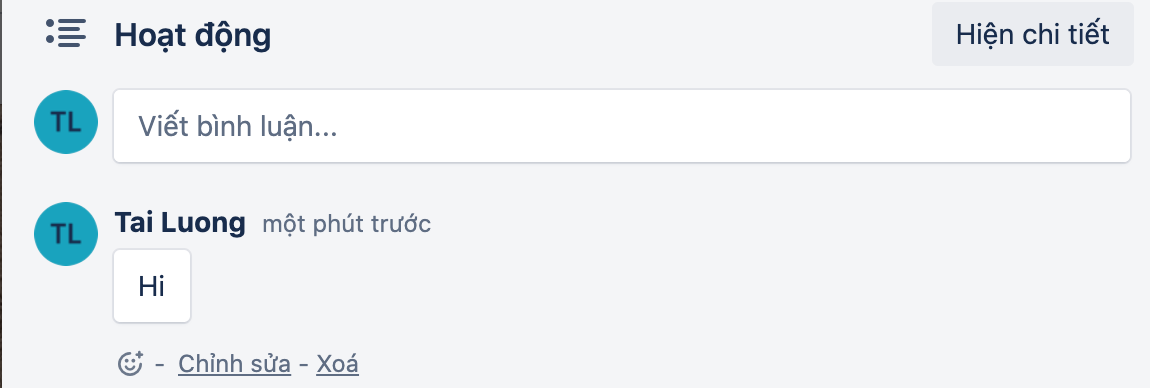 Hoạt động
Hiện chi tiết
TL
Viết bình luận...
TL
Tai Luong một phút trước
Hi
- Chỉnh sửa - Xoá